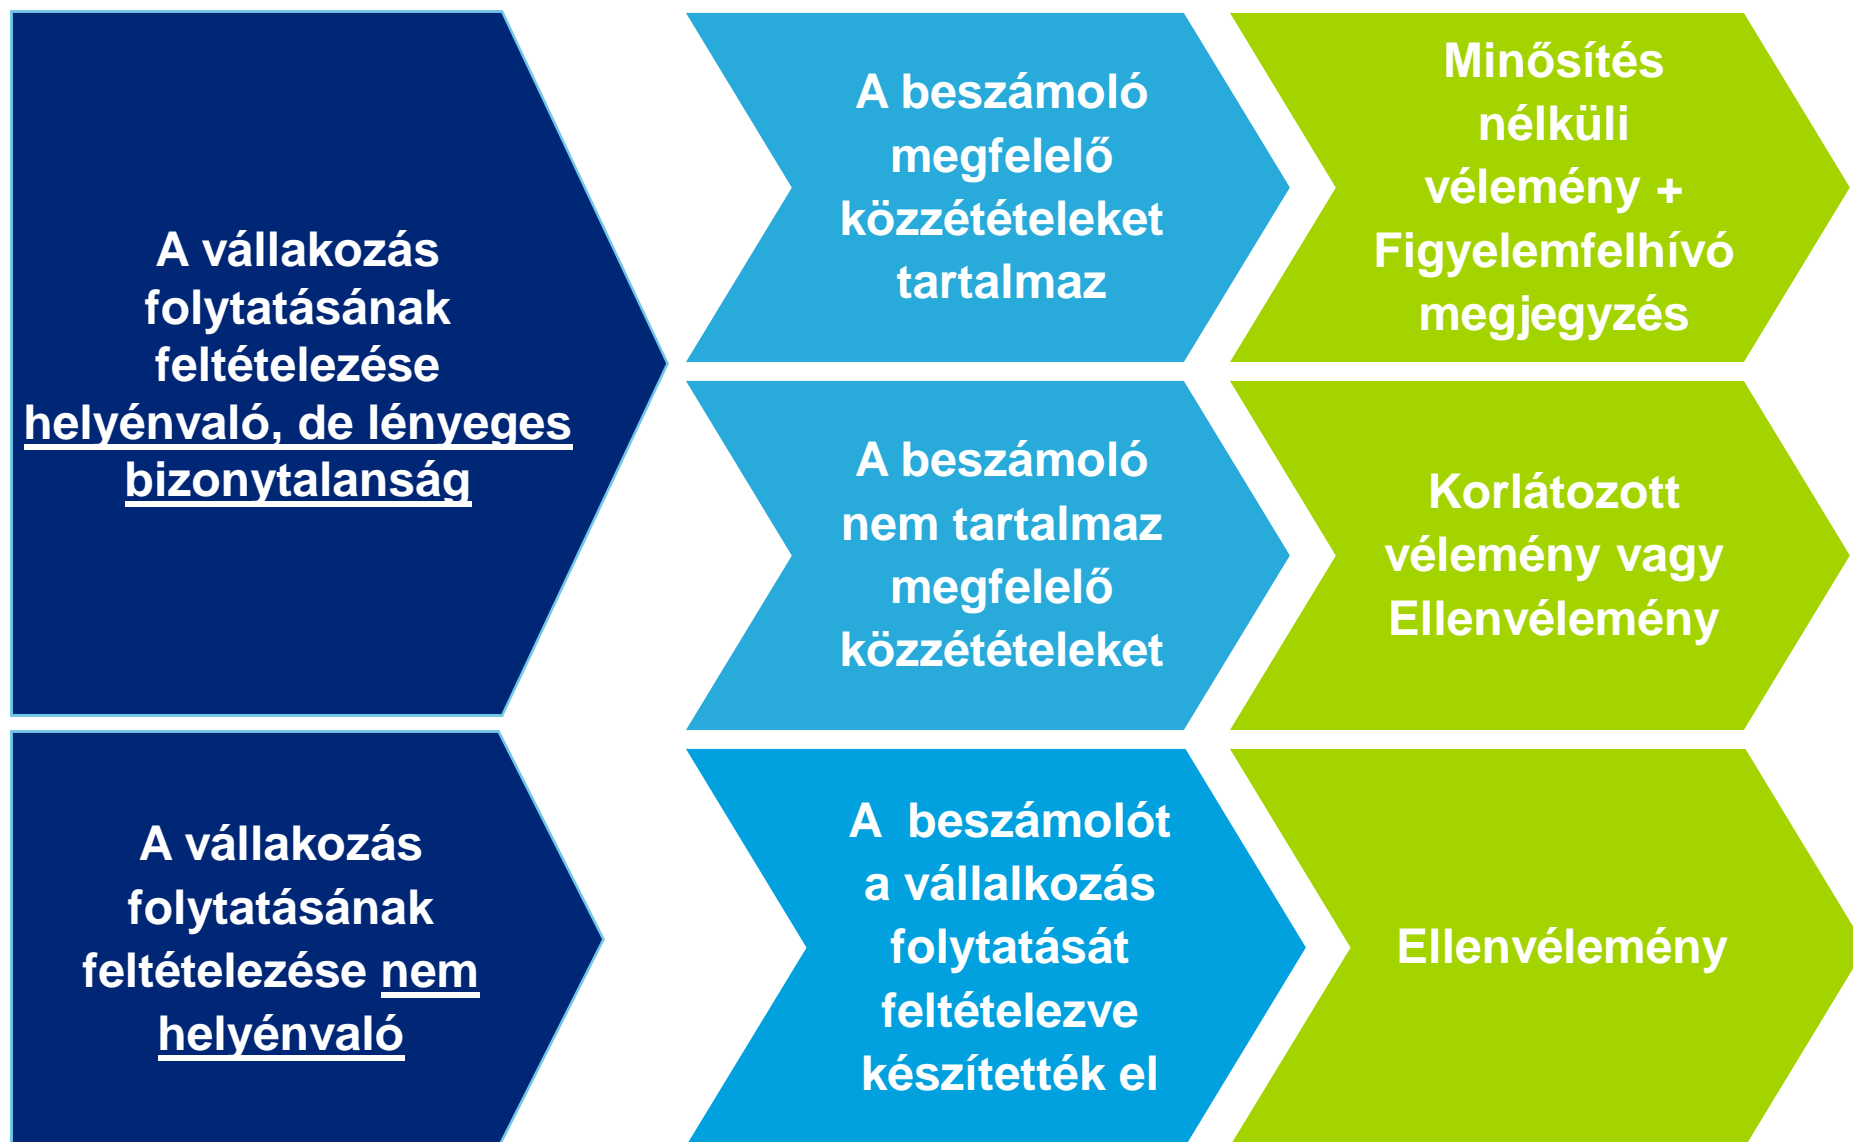 A vállakozás
folytatásának
feltételezése
helyénvaló, de lényeges
bizonytalanság
A beszámoló
megfelelő
közzétételeket
tartalmaz
Minősítés
nélküli
vélemény +
Figyelemfelhívó
megjegyzés
A beszámoló
nem tartalmaz
megfelelő
közzétételeket
Korlátozott
vélemény vagy
Ellenvélemény
A vállakozás
folytatásának
feltételezése nem
helyénvaló
A beszámolót
a vállalkozás
folytatását
feltételezve
készítették el
Ellenvélemény